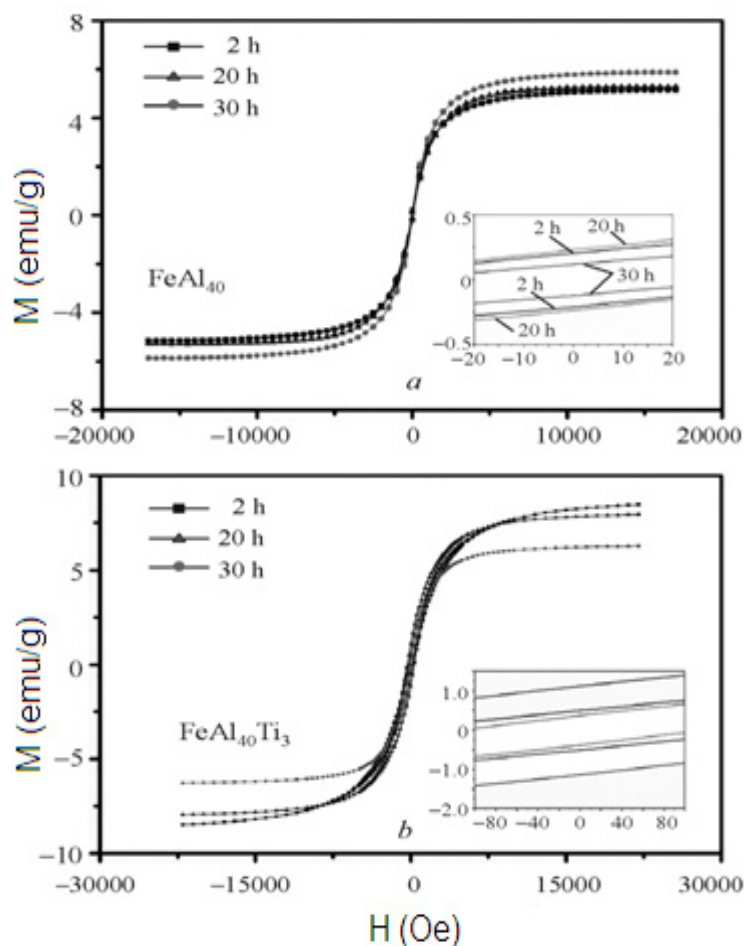 8
2 h
20 h
30 h
4
0
−4
−8
M (emu/g)
FeAl₄₀
a
0.5
0
−0.5
2 h
20 h
30 h
2 h
20 h
−20 −10 0 10 20
−20000 −10000 0 10000 20000
10
2 h
20 h
30 h
5
0
−5
−10
M (emu/g)
FeAl₄₀Ti₃
b
1.0
0
−1.0
−2.0
−80 −40 0 40 80
−30000 −15000 0 15000 30000
H (Oe)